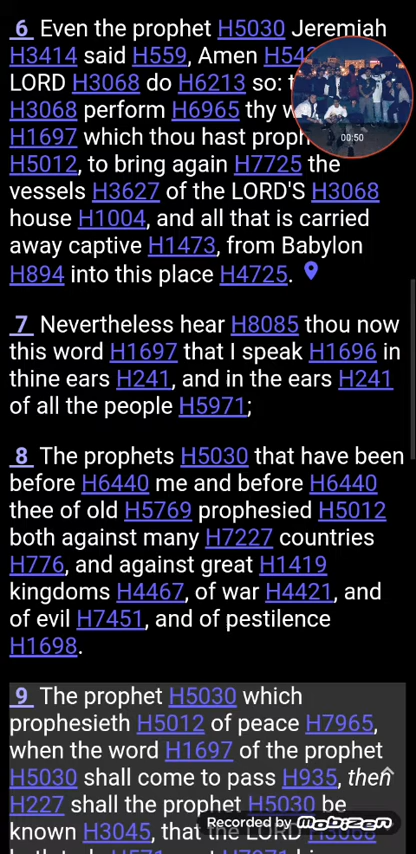 6 Even the prophet H5030 Jeremiah
H3414 said H559, Amen
LORD H3068 do H6213 so:
H3068 perform H6965 thy
H1697 which thou hast
H5012, to bring again H7725 the
vessels H3627 of the LORD'S H3068
house H1004, and all that is carried
away captive H1473, from Babylon
H894 into this place H4725.
00:50
7 Nevertheless hear H8085 thou now
this word H1697 that I speak H1696 in
thine ears H241, and in the ears H241
of all the people H5971;
8 The prophets H5030 that have been
before H6440 me and before H6440
thee of old H5769 prophesied H5012
both against many H7227 countries
H776, and against great H1419
kingdoms H4467, of war H4421, and
of evil H7451, and of pestilence
H1698.
9 The prophet H5030 which
prophesieth H5012 of peace H7965,
when the word H1697 of the prophet
H5030 shall come to pass H935, then
H227 shall the prophet H5030 be
known H3045, that the LORD H3068
Recorded by Mobizen